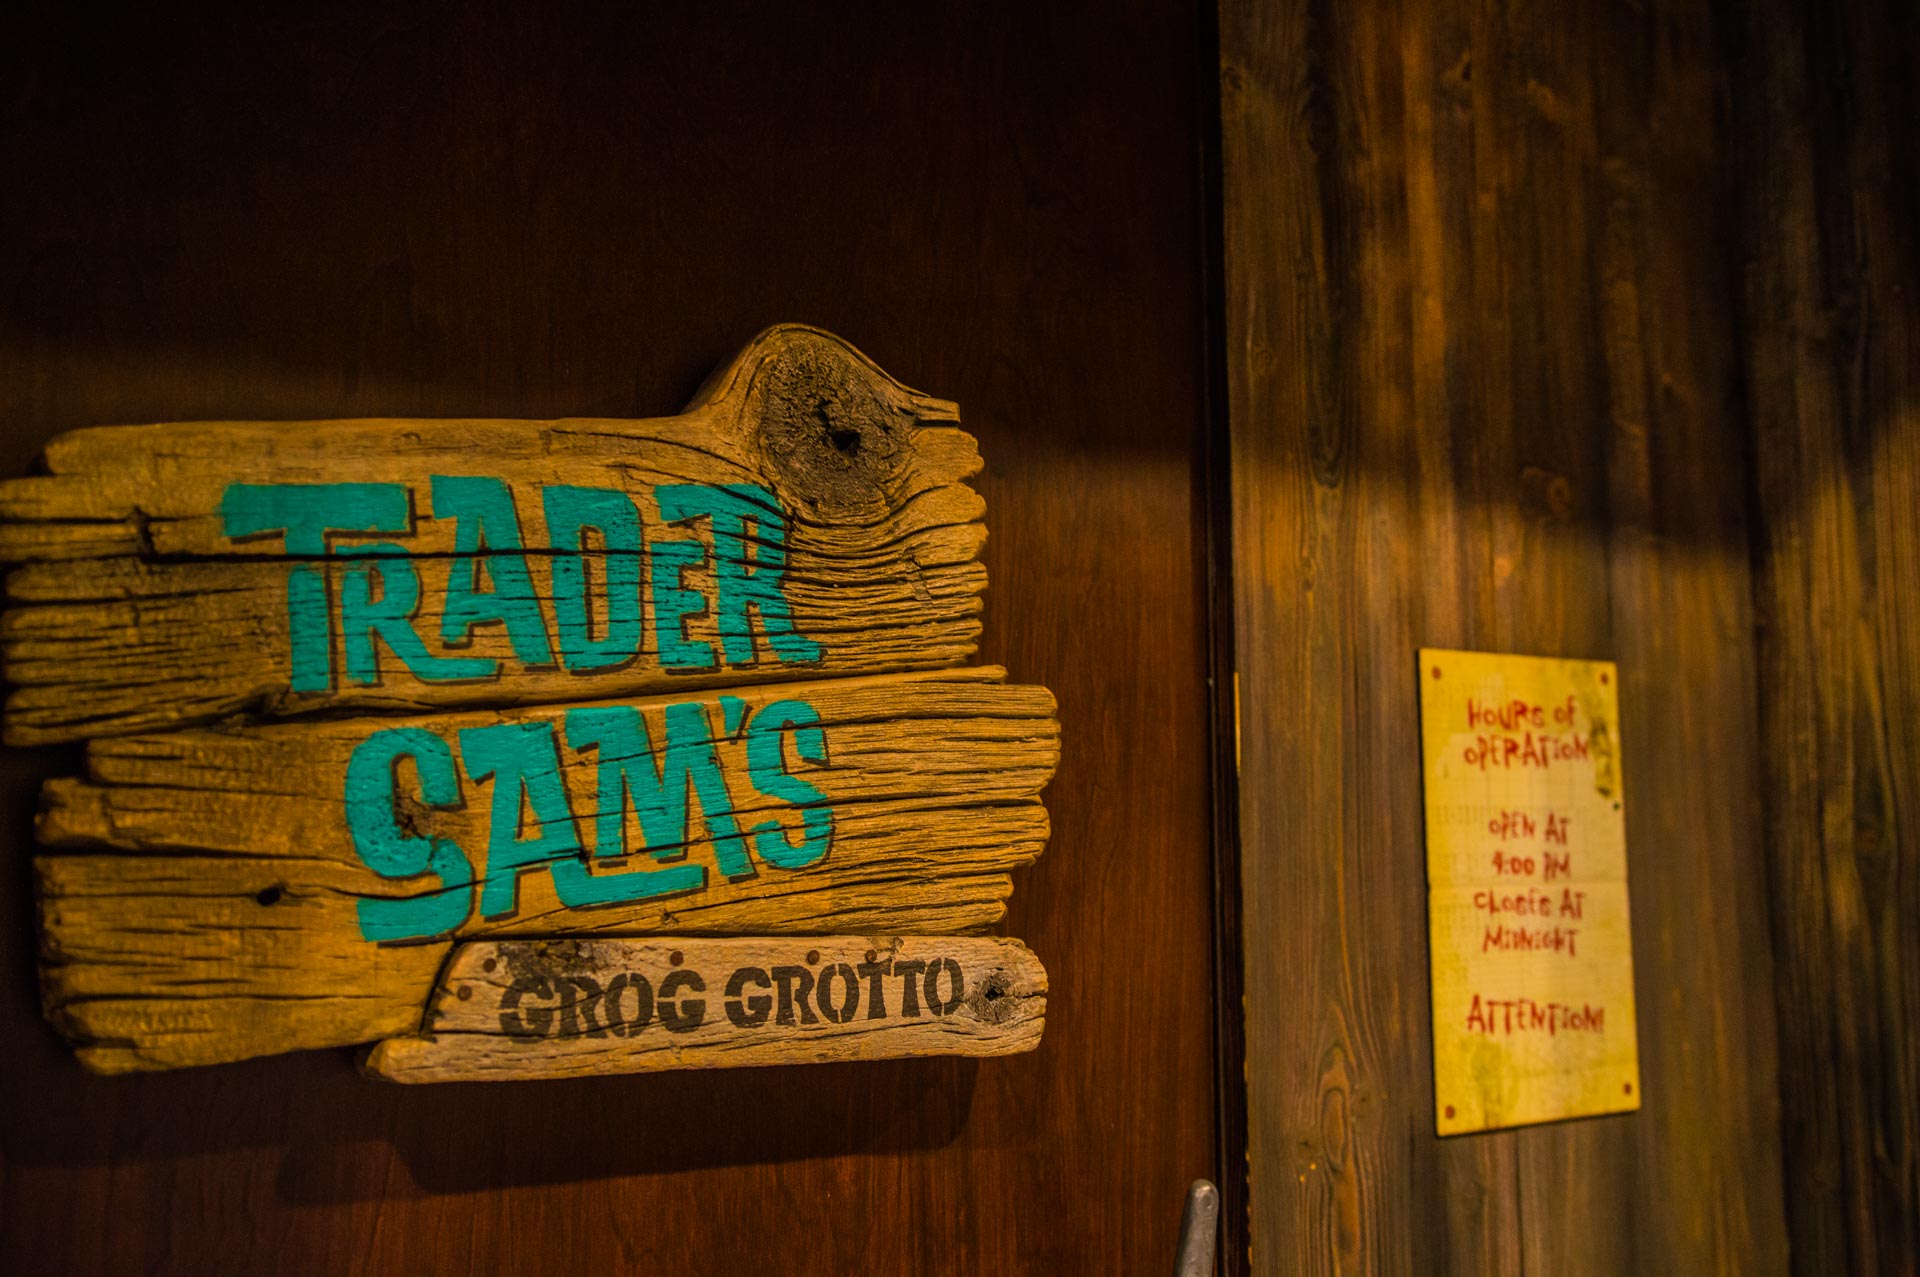 TRADER
SAM'S
GROG GROTTO
HOURS OF
OPERATION
OPEN AT
4:00 PM
CLOSES AT
MIDNIGHT
ATTENTION!